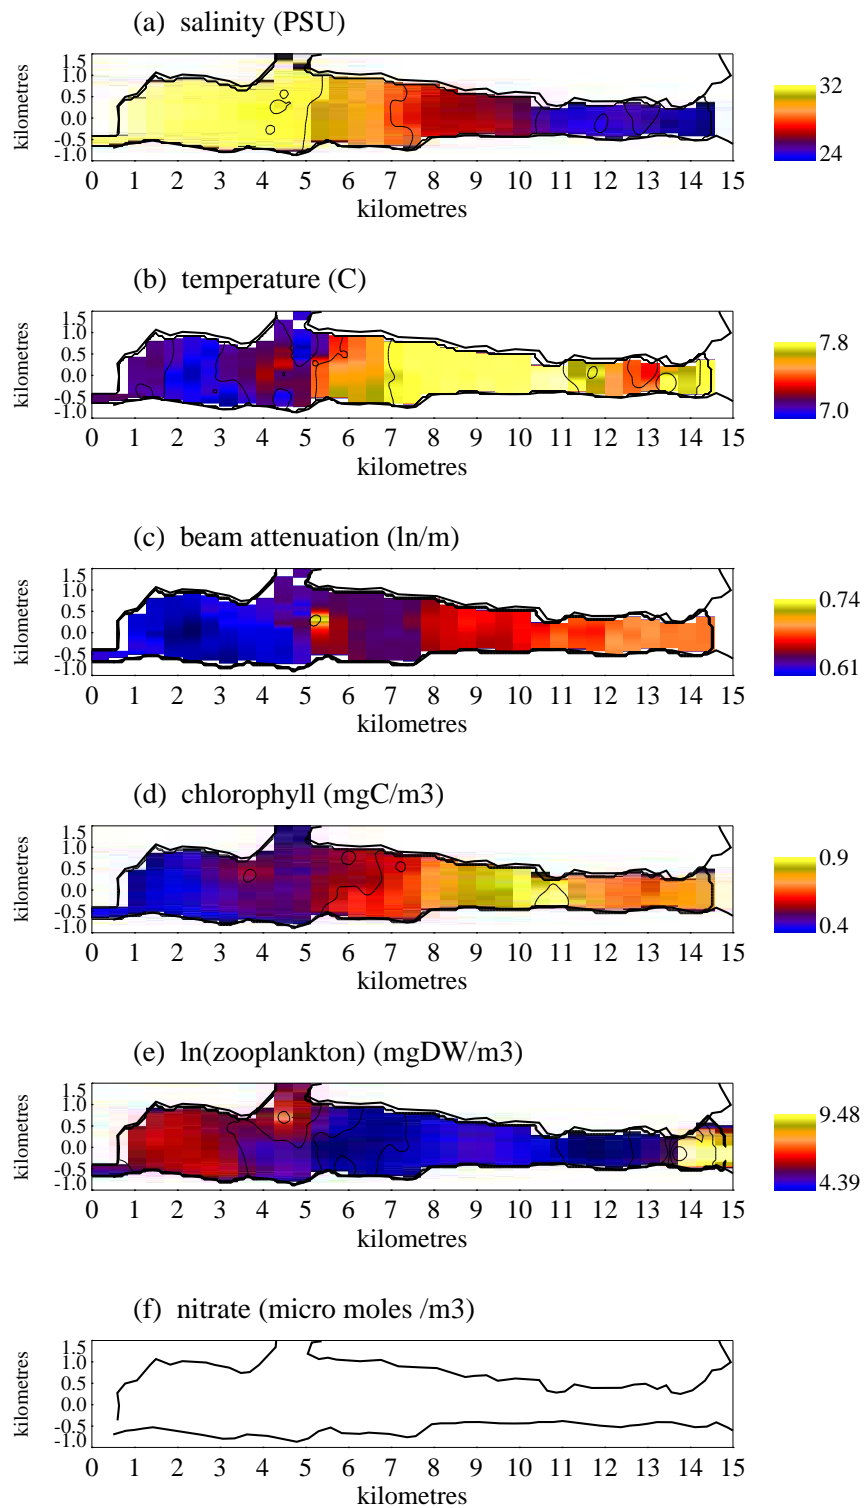 (a) salinity (PSU)
kilometres
1.5
1.0
0.5
0.0
-0.5
-1.0
0 1 2 3 4 5 6 7 8 9 10 11 12 13 14 15
kilometres
32
24
(b) temperature (C)
kilometres
1.5
1.0
0.5
0.0
-0.5
-1.0
0 1 2 3 4 5 6 7 8 9 10 11 12 13 14 15
kilometres
7.8
7.0
(c) beam attenuation (ln/m)
kilometres
1.5
1.0
0.5
0.0
-0.5
-1.0
0 1 2 3 4 5 6 7 8 9 10 11 12 13 14 15
kilometres
0.74
0.61
(d) chlorophyll (mgC/m3)
kilometres
1.5
1.0
0.5
0.0
-0.5
-1.0
0 1 2 3 4 5 6 7 8 9 10 11 12 13 14 15
kilometres
0.9
0.4
(e) ln(zooplankton) (mgDW/m3)
kilometres
1.5
1.0
0.5
0.0
-0.5
-1.0
0 1 2 3 4 5 6 7 8 9 10 11 12 13 14 15
kilometres
9.48
4.39
(f) nitrate (micro moles /m3)
kilometres
1.5
1.0
0.5
0.0
-0.5
-1.0
0 1 2 3 4 5 6 7 8 9 10 11 12 13 14 15
kilometres